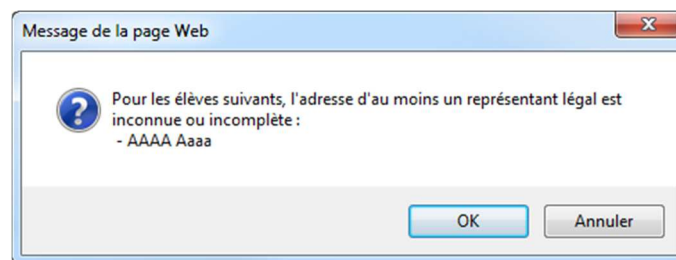 Message de la page Web
Pour les élèves suivants, l'adresse d'au moins un représentant légal est
inconnue ou incomplète :
- AAAA Aaaa
OK
Annuler